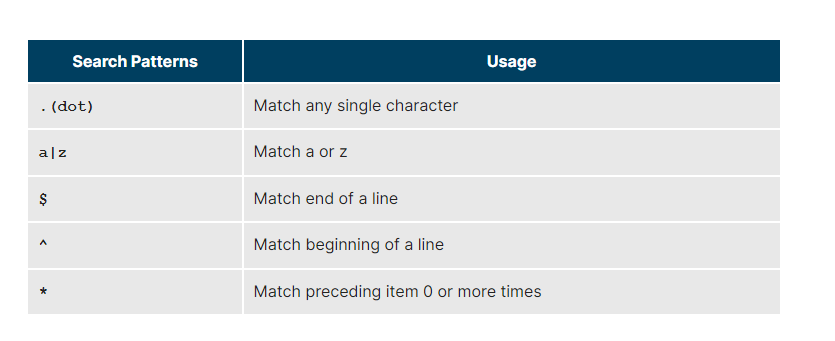 Search Patterns Usage
. (dot) Match any single character
a|z Match a or z
$ Match end of a line
^ Match beginning of a line
* Match preceding item 0 or more times